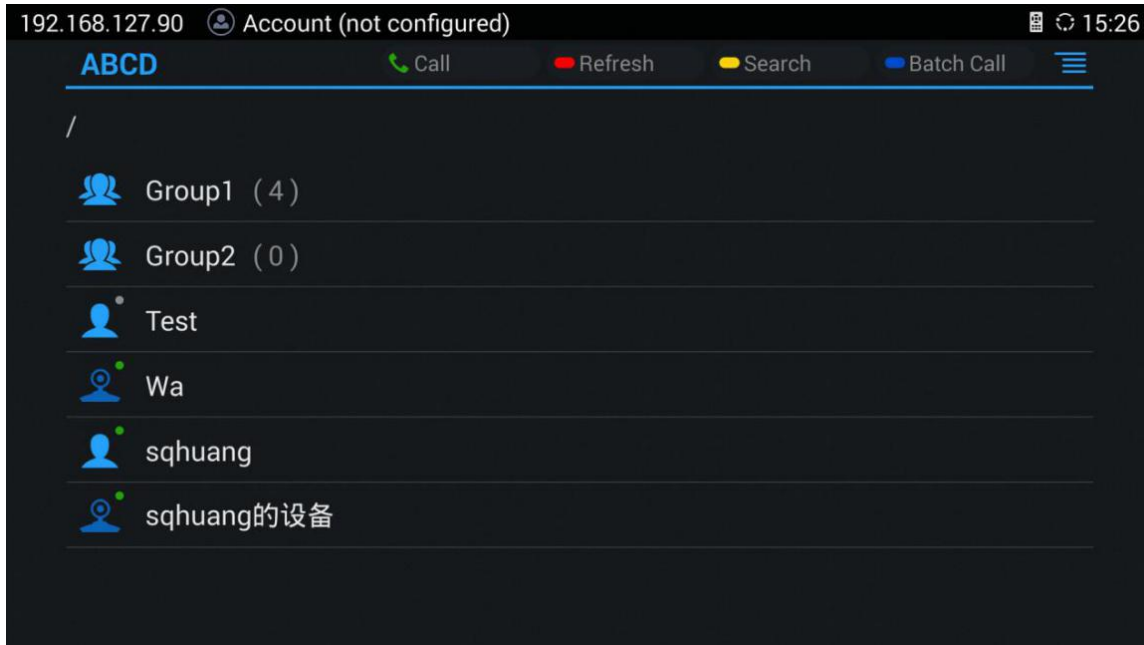 192.168.127.90 Account (not configured) 15:26
ABCD Call Refresh Search Batch Call
/
Group1 (4)
Group2 (0)
Test
Wa
sqhuang
sqhuang的设备